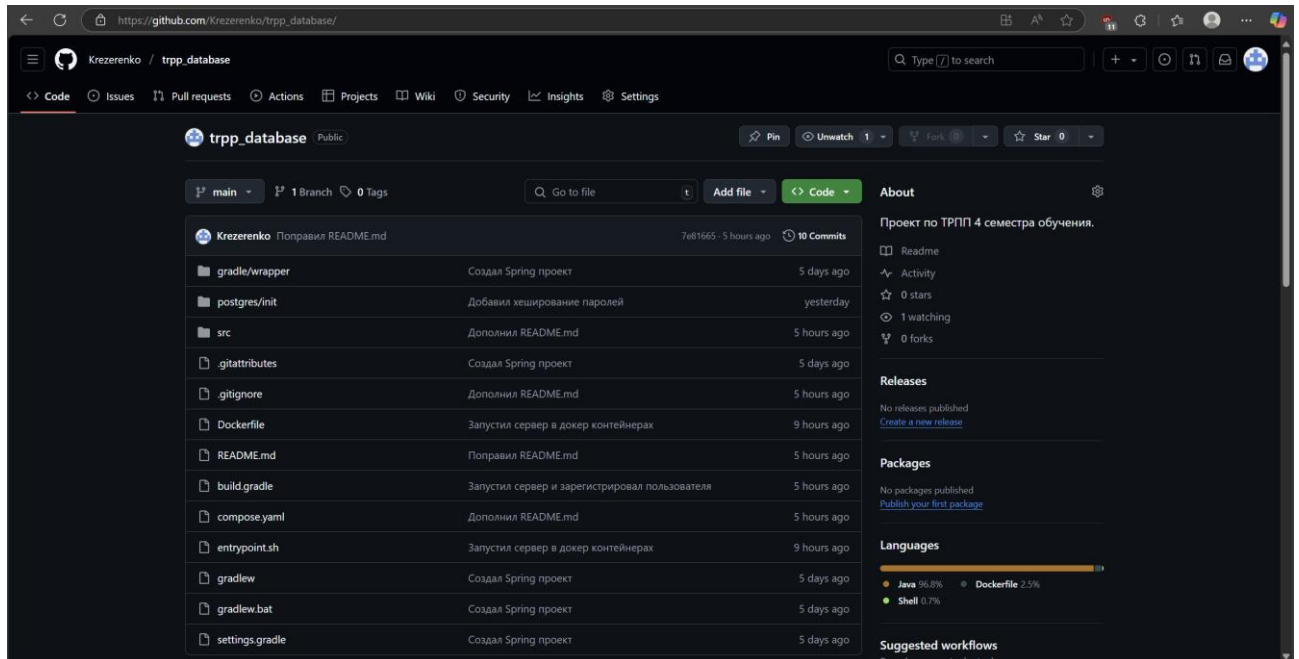 https://github.com/Krezerenko/trpp_database/
11
Krezerenko / trpp_database
Type / to search
Code Issues Pull requests Actions Projects Wiki Security Insights Settings
trpp_database Public
Pin Unwatch 1 Fork 0 Star 0
main 1 Branch 0 Tags Go to file t Add file Code
Krezerenko Поправил README.md 7e81665 · 5 hours ago 10 Commits
gradle/wrapper Создал Spring проект 5 days ago
postgres/init Добавил хеширование паролей yesterday
src Дополнил README.md 5 hours ago
.gitattributes Создал Spring проект 5 days ago
.gitignore Дополнил README.md 5 hours ago
Dockerfile Запустил сервер в докер контейнерах 9 hours ago
README.md Поправил README.md 5 hours ago
build.gradle Запустил сервер и зарегистрировал пользователя 5 hours ago
compose.yaml Дополнил README.md 5 hours ago
entrypoint.sh Запустил сервер в докер контейнерах 9 hours ago
gradlew Создал Spring проект 5 days ago
gradlew.bat Создал Spring проект 5 days ago
settings.gradle Создал Spring проект 5 days ago
About
Проект по ТРПП 4 семестра обучения.
Readme
Activity
0 stars
1 watching
0 forks
Releases
No releases published
Create a new release
Packages
No packages published
Publish your first package
Languages
Java 96.8% Dockerfile 2.5%
Shell 0.7%
Suggested workflows